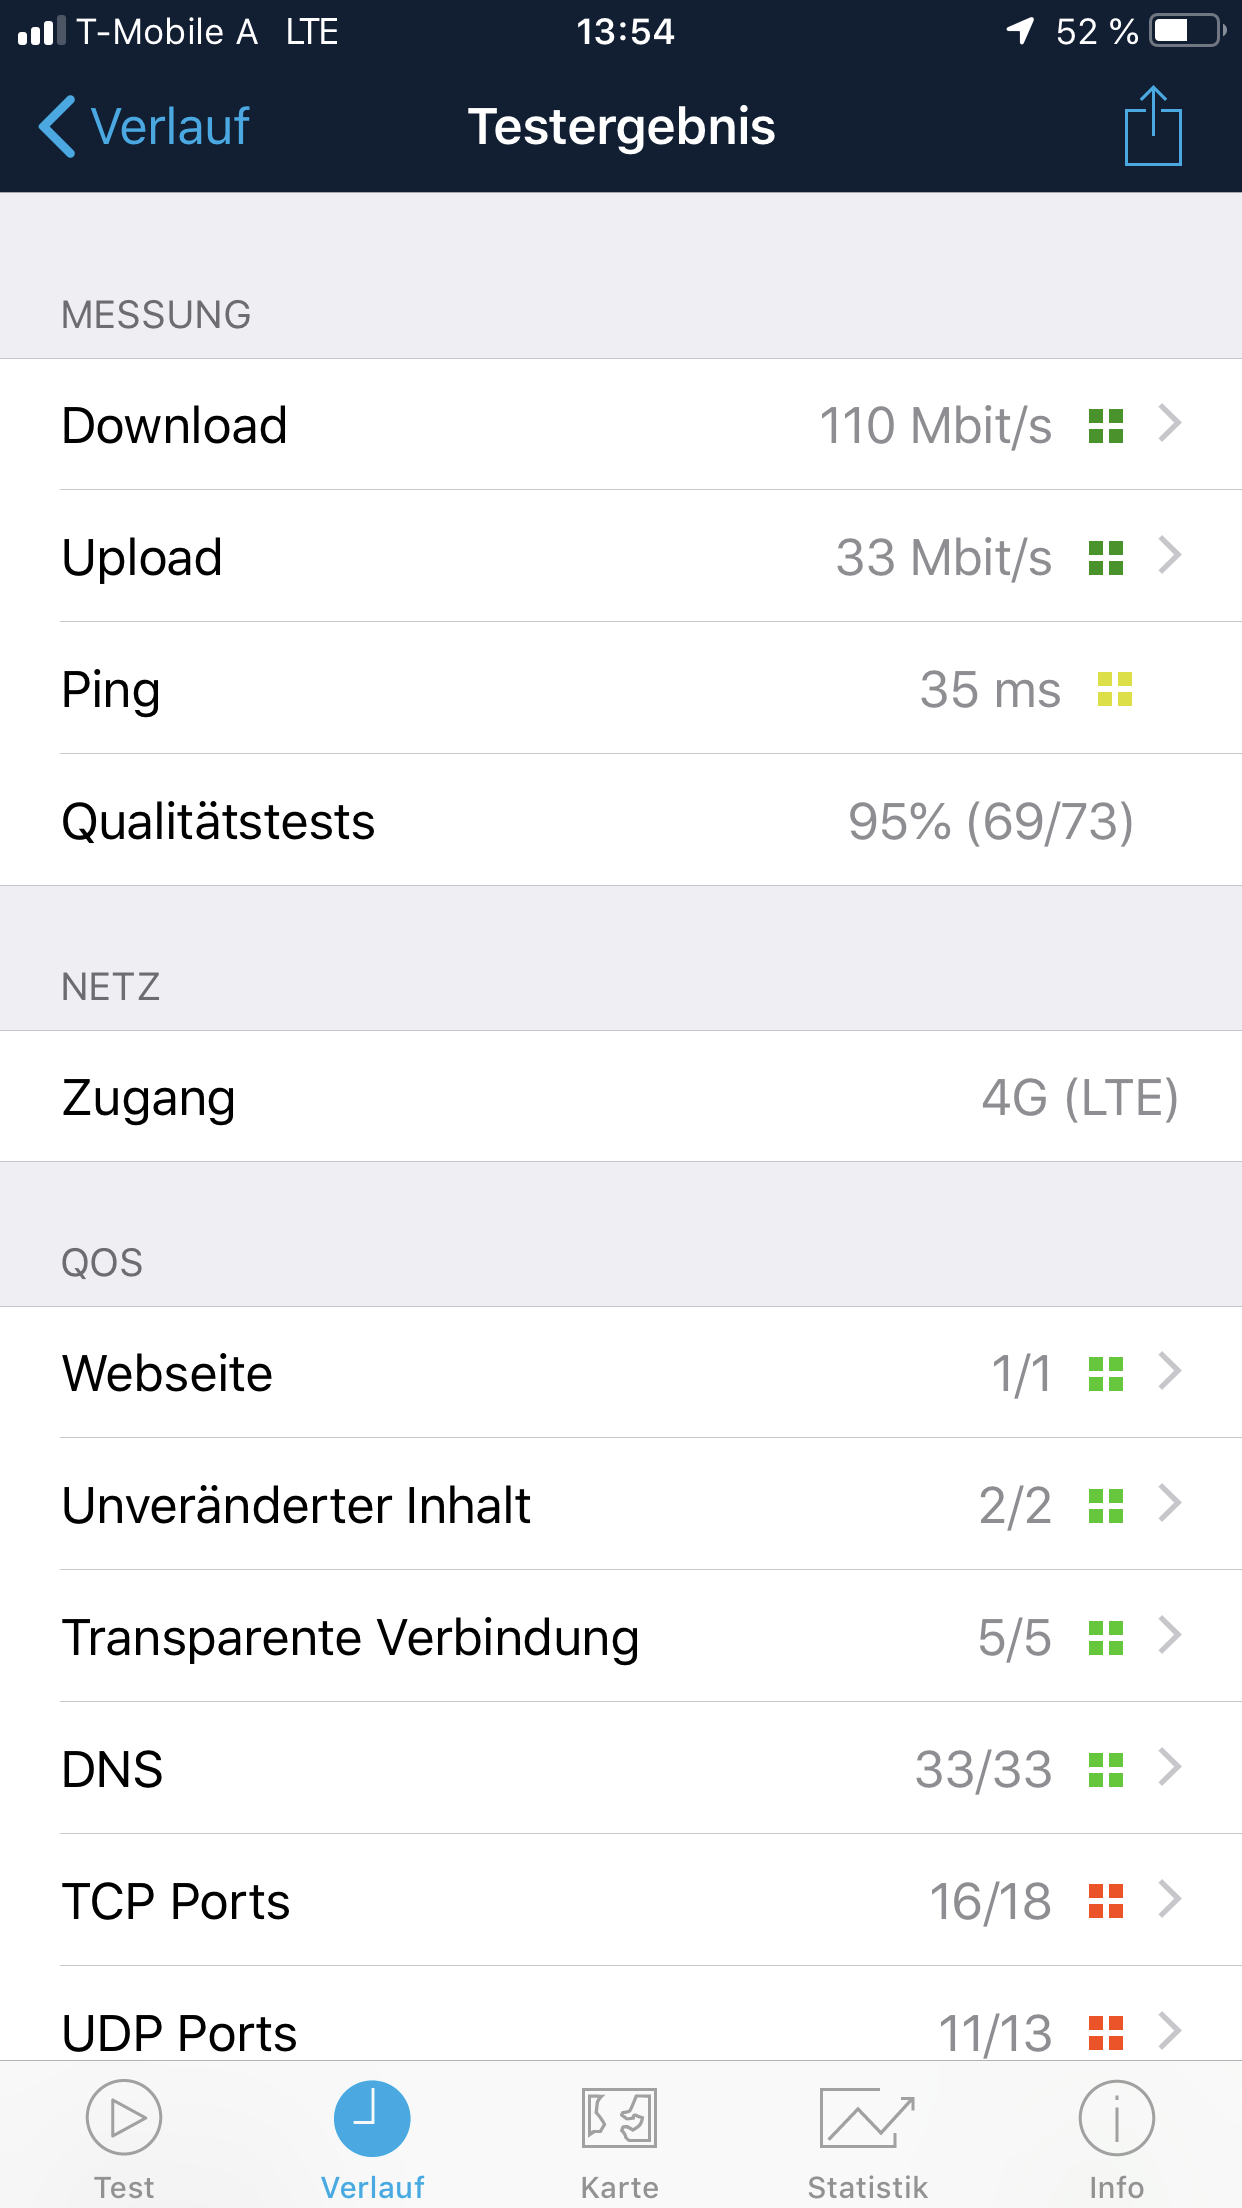 T-Mobile A LTE 13:54 52 %
Verlauf Testergebnis
MESSUNG
Download 110 Mbit/s
Upload 33 Mbit/s
Ping 35 ms
Qualitätstests 95% (69/73)
NETZ
Zugang 4G (LTE)
QOS
Webseite 1/1
Unveränderter Inhalt 2/2
Transparente Verbindung 5/5
DNS 33/33
TCP Ports 16/18
UDP Ports 11/13
Test Verlauf Karte Statistik Info